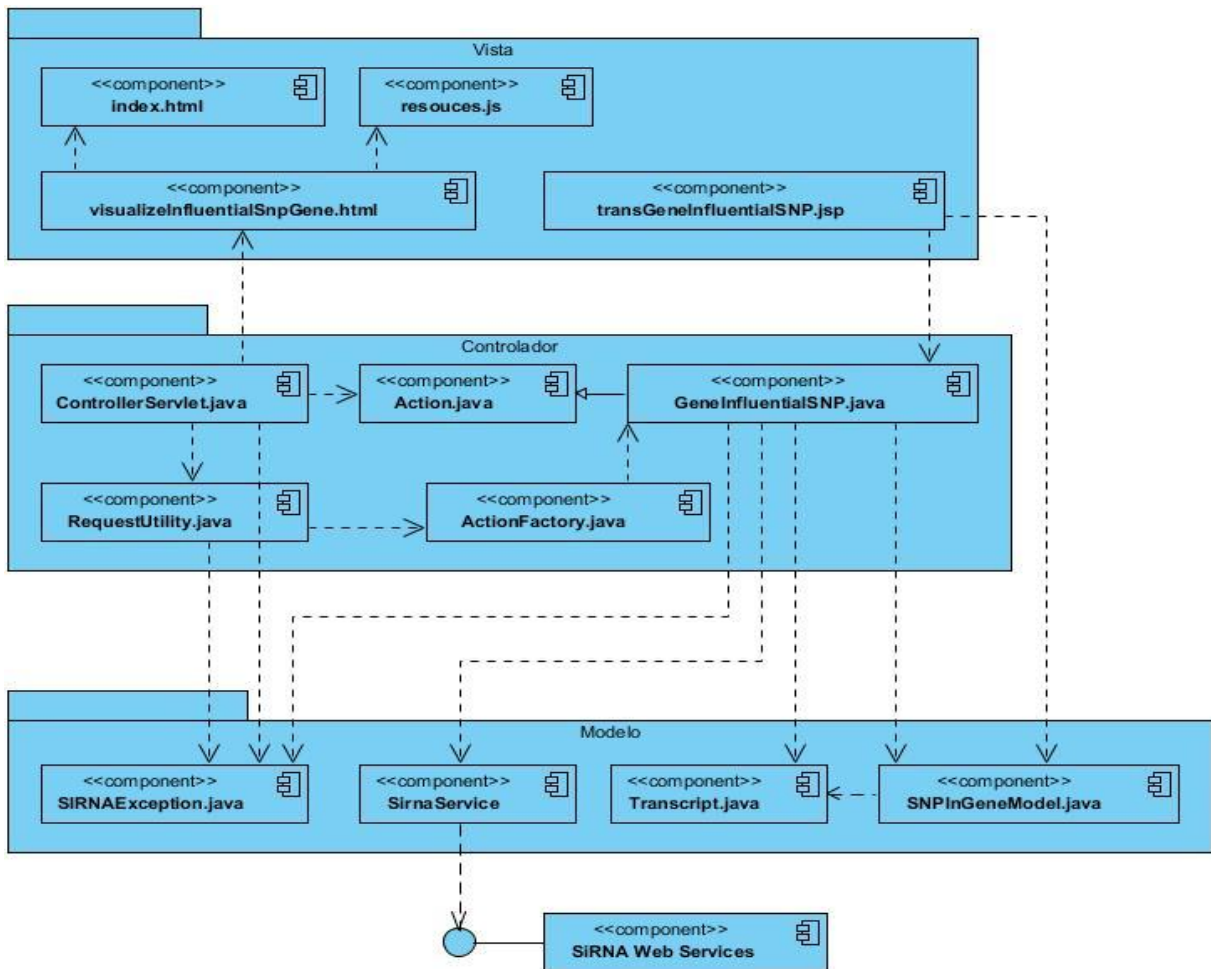 Vista
<<component>>
index.html
<<component>>
resouces.js
<<component>>
visualizeInfluentialSnpGene.html
<<component>>
transGeneInfluentialSNP.jsp
Controlador
<<component>>
ControllerServlet.java
<<component>>
Action.java
<<component>>
GeneInfluentialSNP.java
<<component>>
RequestUtility.java
<<component>>
ActionFactory.java
Modelo
<<component>>
SIRNAException.java
<<component>>
SirnaService
<<component>>
Transcript.java
<<component>>
SNPInGeneModel.java
<<component>>
SiRNA Web Services